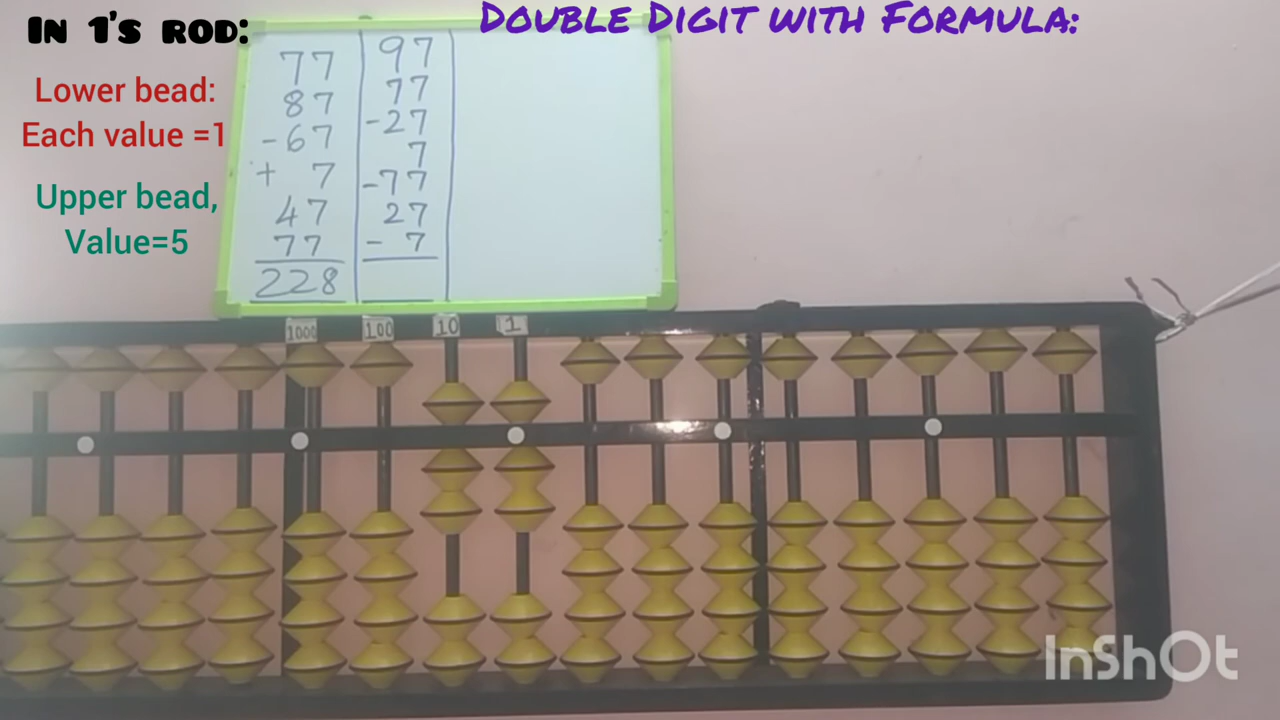 In 1's rod:
Double Digit with Formula:
Lower bead:
Each value =1
Upper bead,
Value=5
77
87
-67
+ 7
47
77
228
97
77
-27
7
-77
27
- 7
1000 100 10 1
InShOt